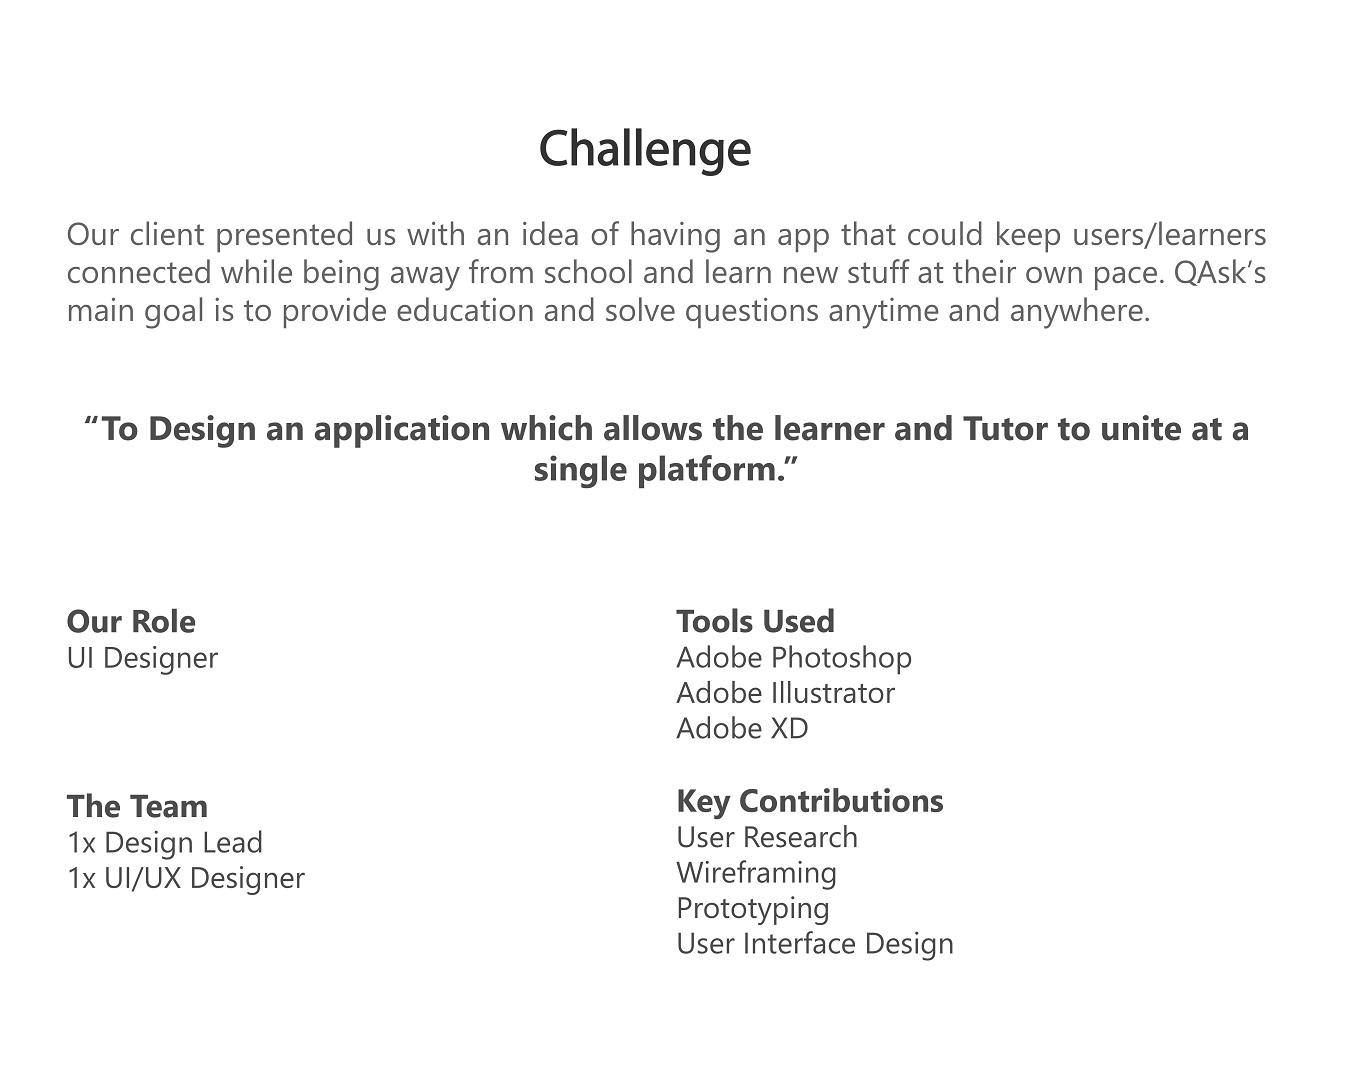 Challenge
Our client presented us with an idea of having an app that could keep users/learners
connected while being away from school and learn new stuff at their own pace. QAsk’s
main goal is to provide education and solve questions anytime and anywhere.
“To Design an application which allows the learner and Tutor to unite at a
single platform.”
Our Role
UI Designer
The Team
1x Design Lead
1x UI/UX Designer
Tools Used
Adobe Photoshop
Adobe Illustrator
Adobe XD
Key Contributions
User Research
Wireframing
Prototyping
User Interface Design